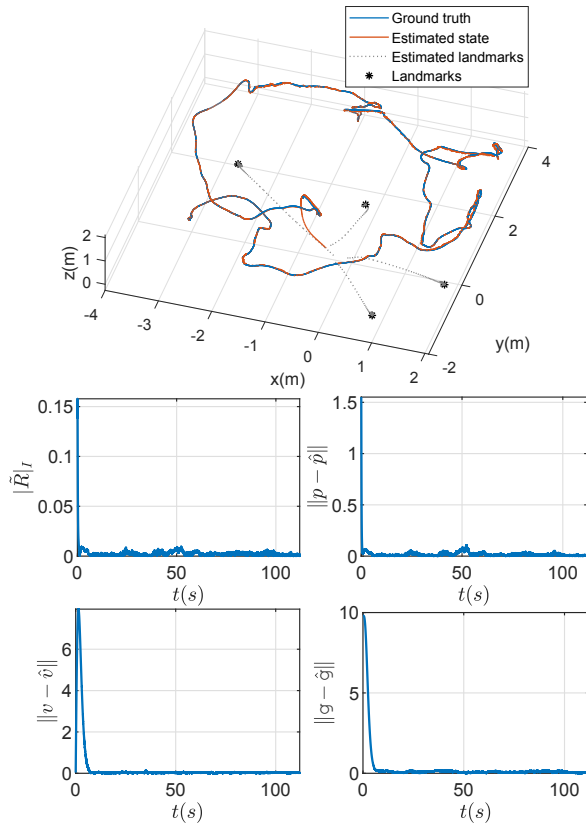 Ground truth
Estimated state
Estimated landmarks
Landmarks
z(m)
2
1
0
-4
-3
-2
-1
0
1
2
x(m)
-2
0
2
4
y(m)
0.15
0.1
0.05
0
|R̃|_I
0
50
100
t(s)
1.5
1
0.5
0
||p − p̂||
0
50
100
t(s)
6
4
2
0
||v − v̂||
0
50
100
t(s)
10
5
0
||g − ĝ||
0
50
100
t(s)